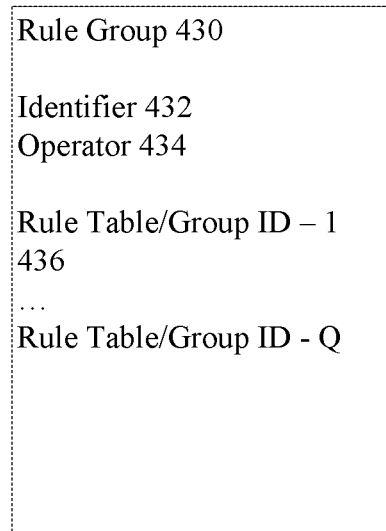 Rule Group 430
Identifier 432
Operator 434
Rule Table/Group ID – 1
436
...
Rule Table/Group ID - Q